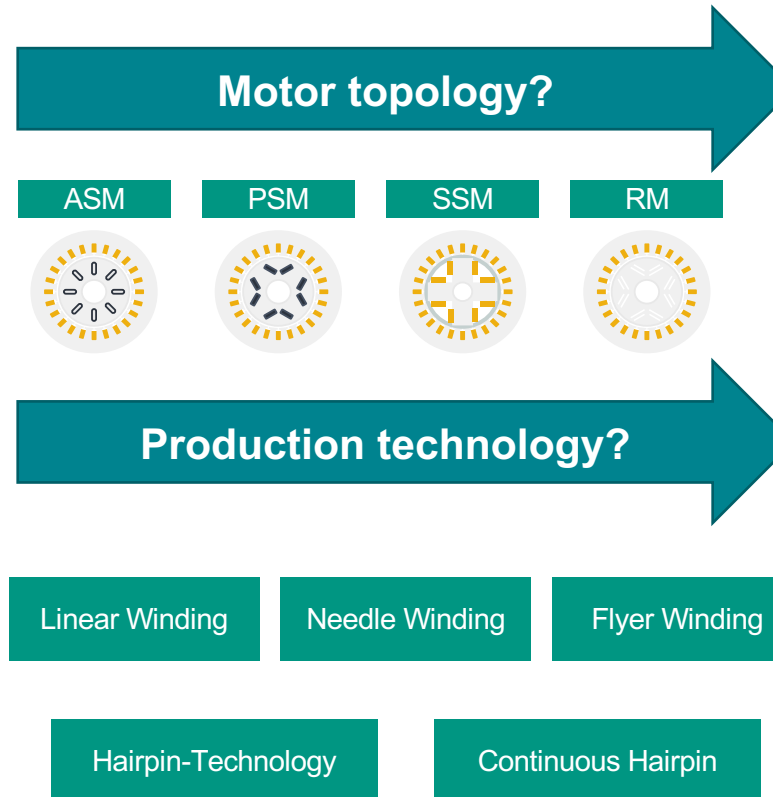 Motor topology?
ASM PSM SSM RM
Production technology?
Linear Winding Needle Winding Flyer Winding
Hairpin-Technology Continuous Hairpin